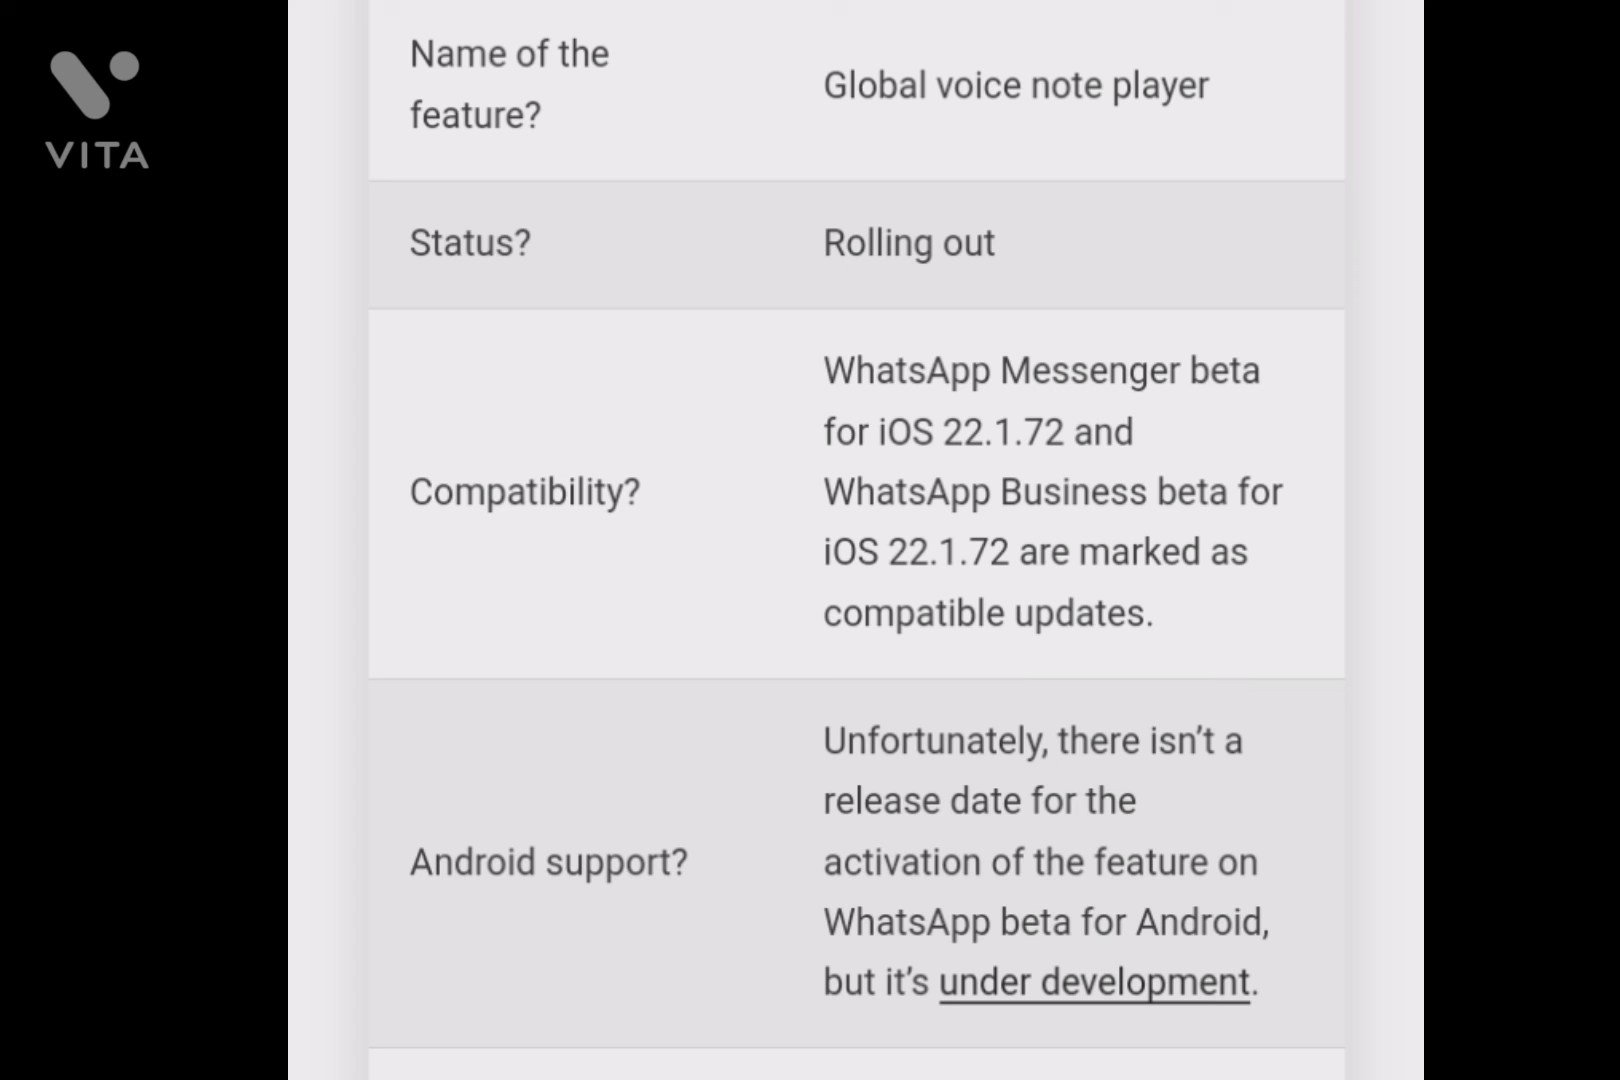 VITA
Name of the
feature?
Global voice note player
Status?
Rolling out
Compatibility?
WhatsApp Messenger beta
for iOS 22.1.72 and
WhatsApp Business beta for
iOS 22.1.72 are marked as
compatible updates.
Android support?
Unfortunately, there isn’t a
release date for the
activation of the feature on
WhatsApp beta for Android,
but it’s under development.